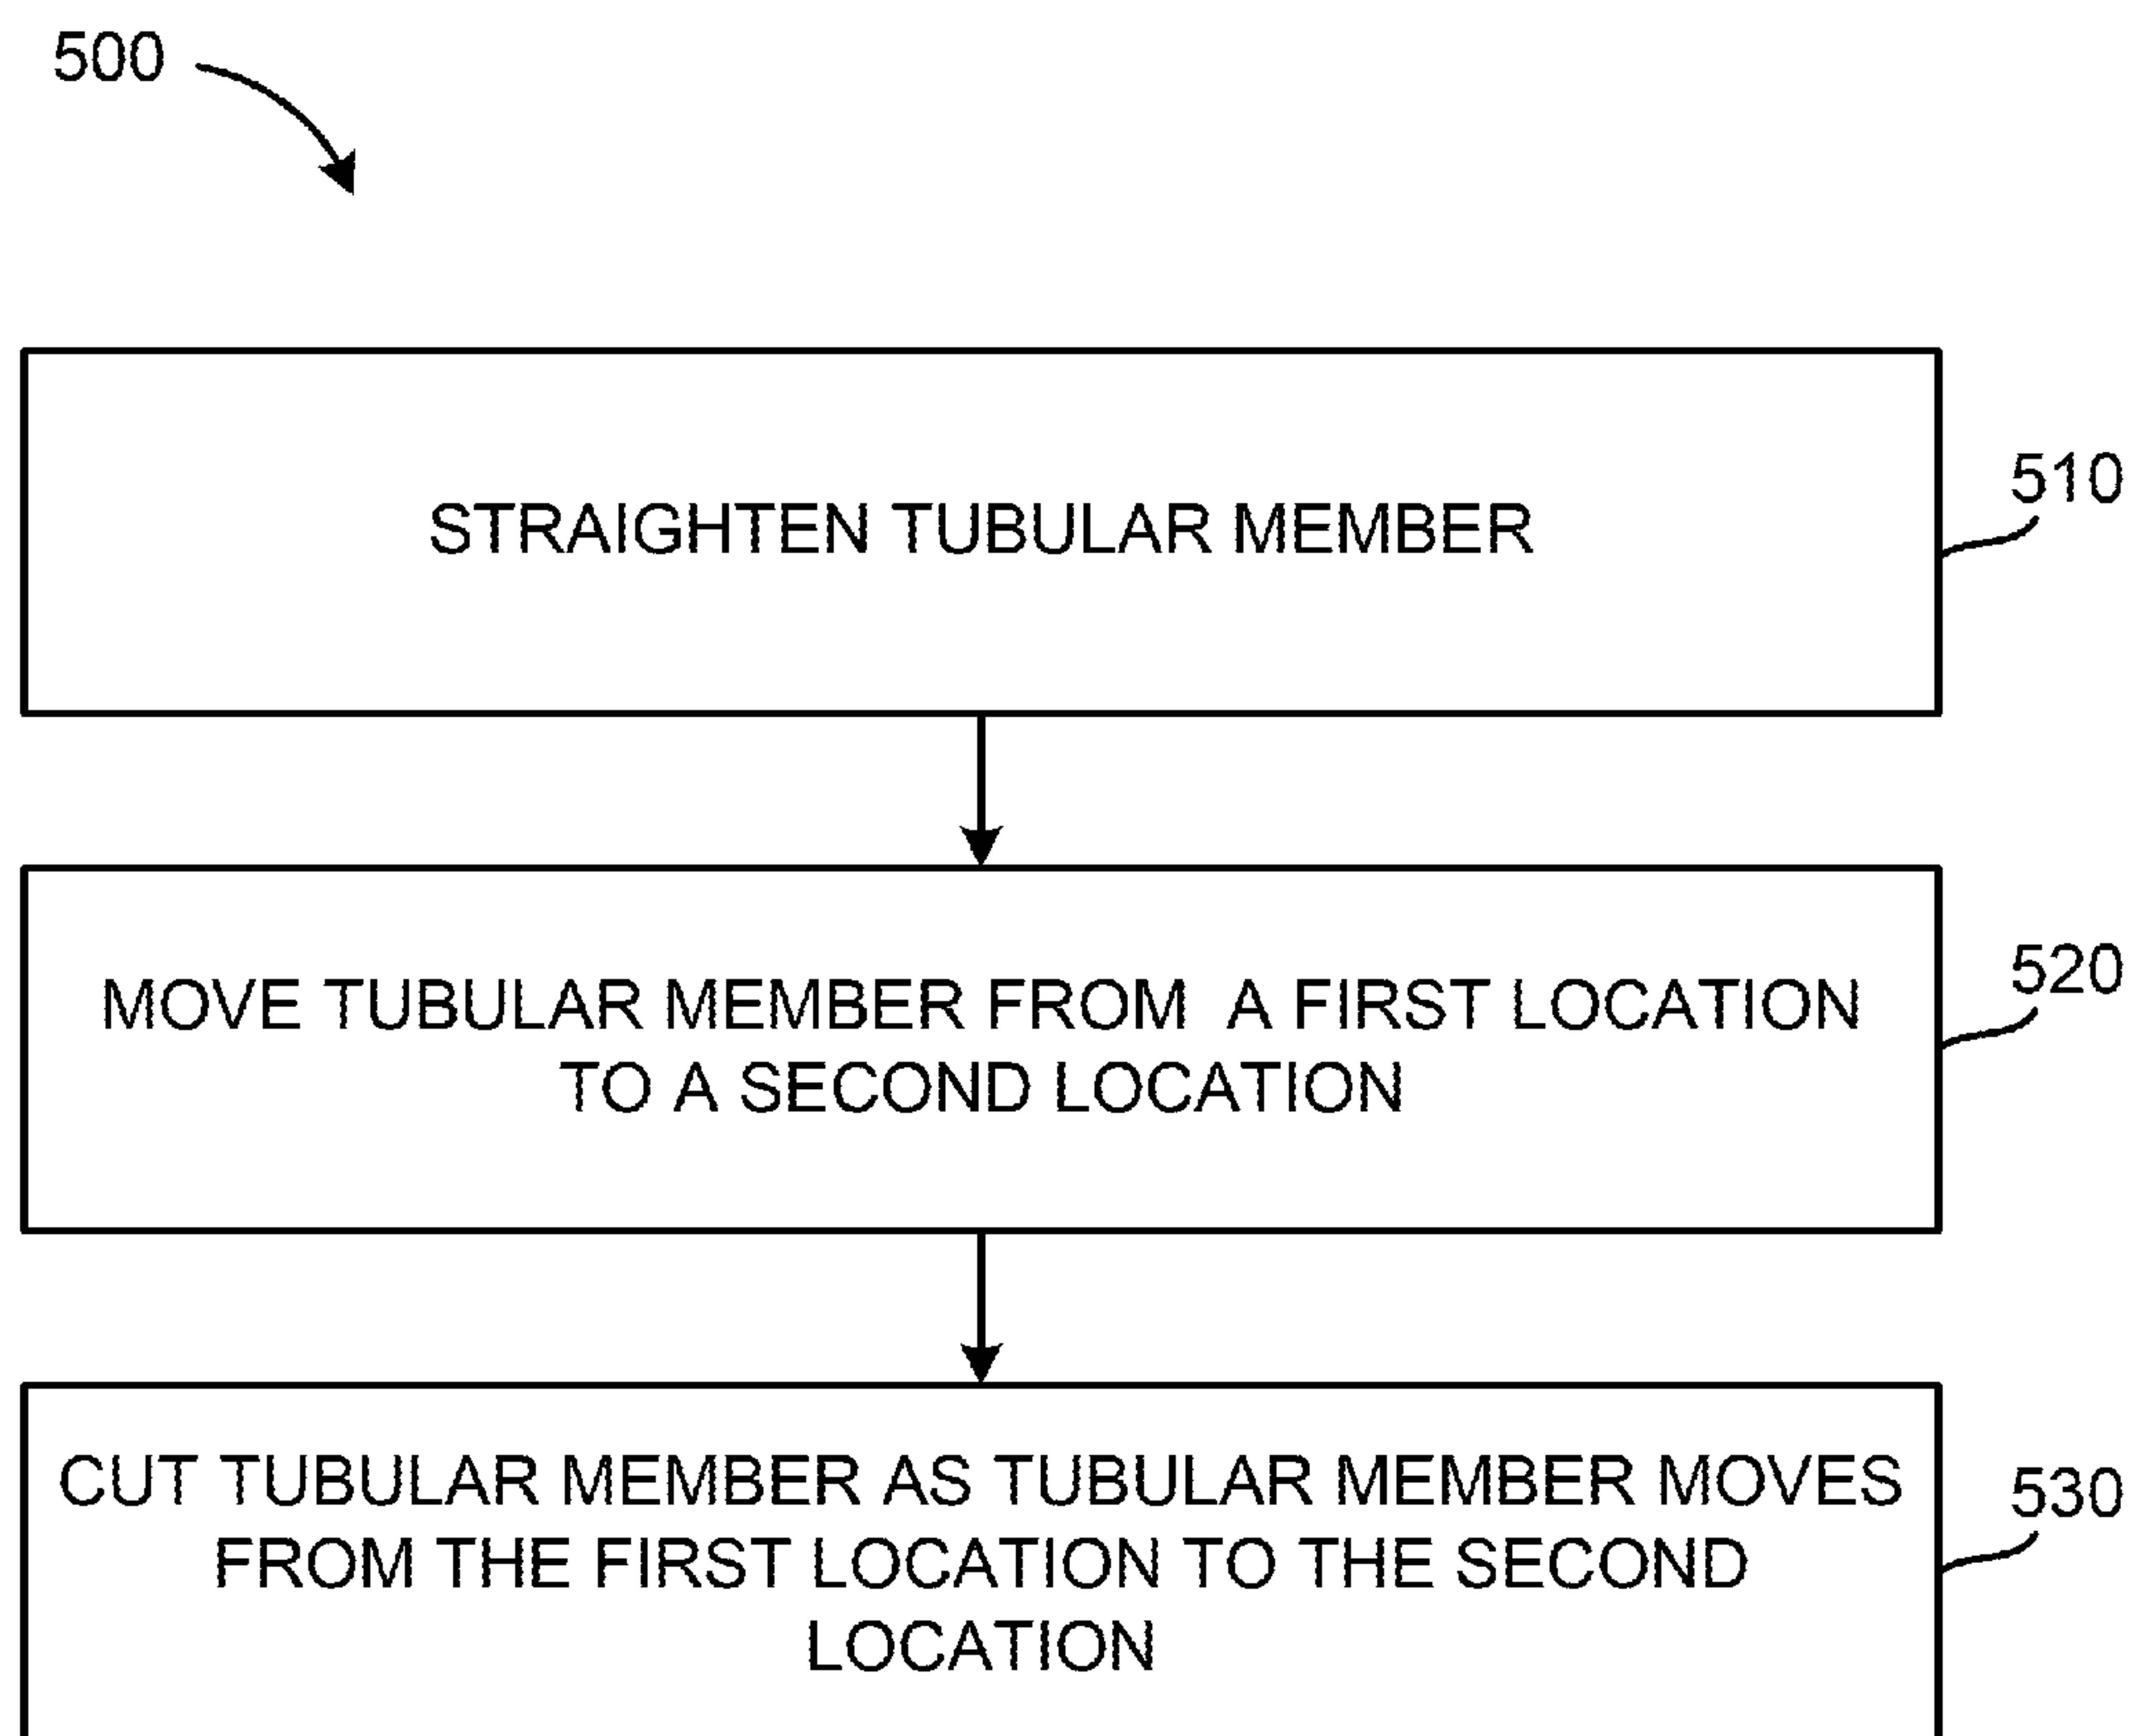 500
STRAIGHTEN TUBULAR MEMBER
510
MOVE TUBULAR MEMBER FROM A FIRST LOCATION
TO A SECOND LOCATION
520
CUT TUBULAR MEMBER AS TUBULAR MEMBER MOVES
FROM THE FIRST LOCATION TO THE SECOND
LOCATION
530